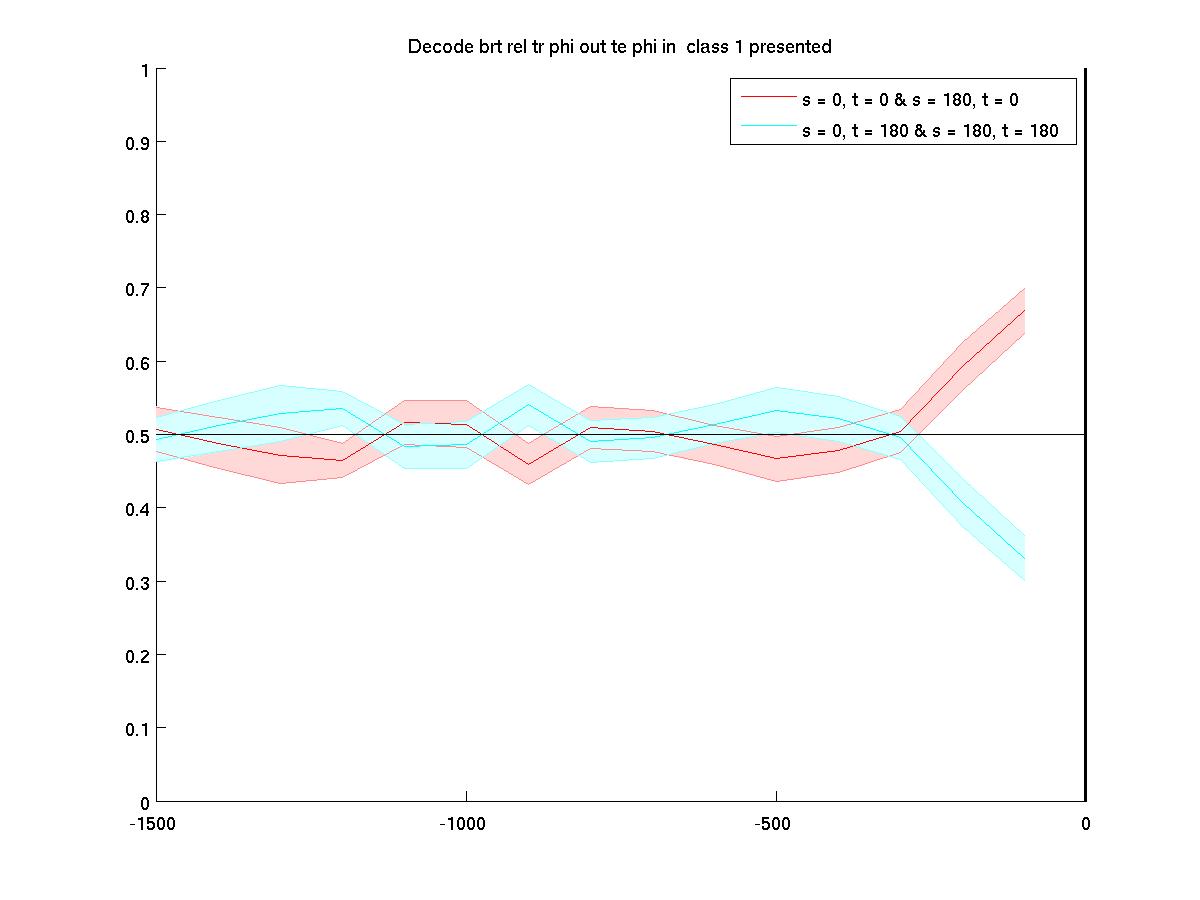 Decode brt rel tr phi out te phi in  class 1 presented
s = 0, t = 0 & s = 180, t = 0
s = 0, t = 180 & s = 180, t = 180
1
0.9
0.8
0.7
0.6
0.5
0.4
0.3
0.2
0.1
0
-1500 -1000 -500 0